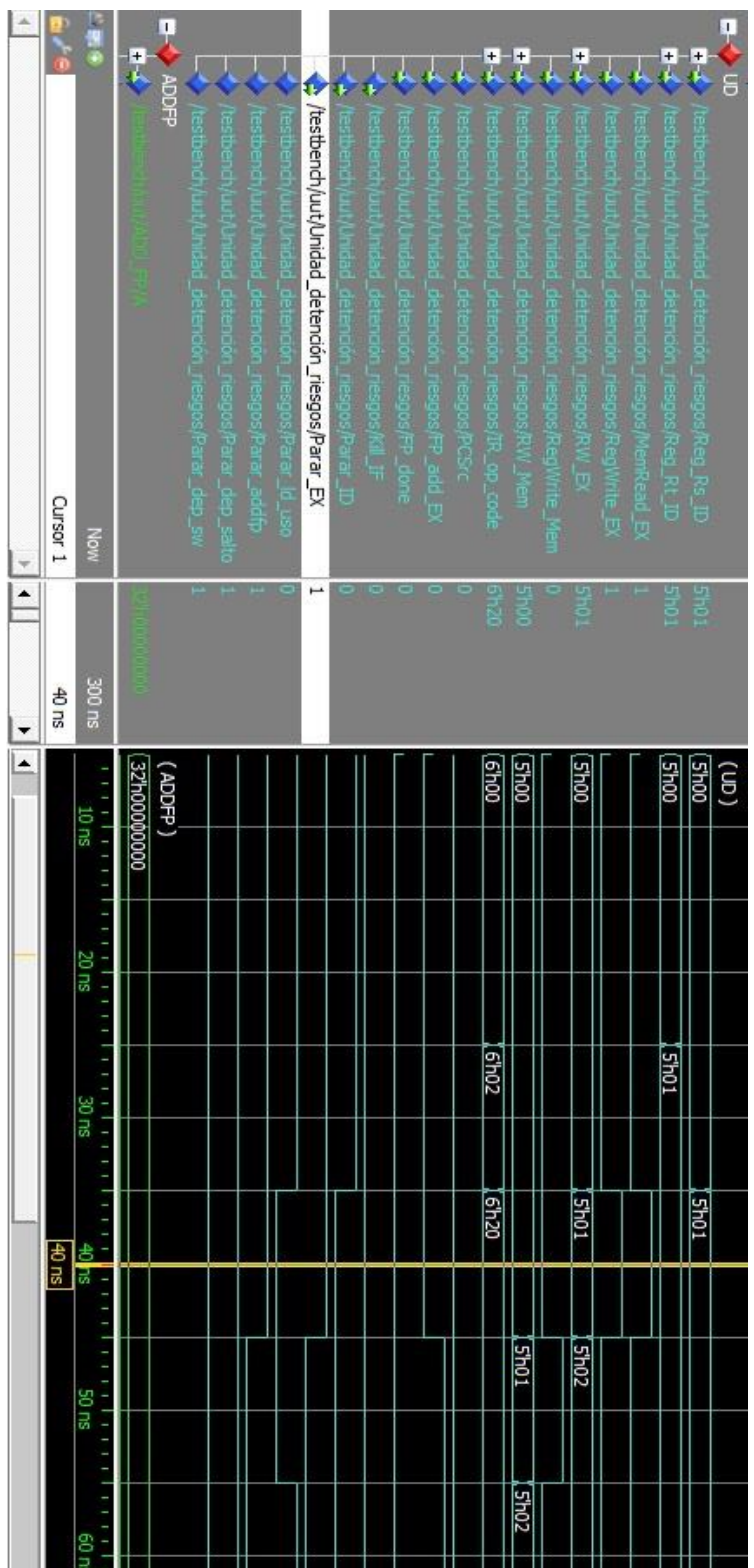 UD (UD)
/testbench/uut/Unidad_detención_riesgos/Reg_Rs_ID 5'h01 5'h00 5'h01
/testbench/uut/Unidad_detención_riesgos/Reg_Rt_ID 5'h01 5'h00 5'h01
/testbench/uut/Unidad_detención_riesgos/MemRead_EX 1
/testbench/uut/Unidad_detención_riesgos/RegWrite_EX 1
/testbench/uut/Unidad_detención_riesgos/RW_EX 5'h01 5'h00 5'h01 5'h02
/testbench/uut/Unidad_detención_riesgos/RegWrite_Mem 0
/testbench/uut/Unidad_detención_riesgos/RW_Mem 5'h00 5'h00 5'h01 5'h02
/testbench/uut/Unidad_detención_riesgos/IR_op_code 6'h20 6'h00 6'h02 6'h20
/testbench/uut/Unidad_detención_riesgos/PCSrc 0
/testbench/uut/Unidad_detención_riesgos/FP_add_EX 0
/testbench/uut/Unidad_detención_riesgos/FP_done 0
/testbench/uut/Unidad_detención_riesgos/Kill_IF 0
/testbench/uut/Unidad_detención_riesgos/Parar_ID 0
/testbench/uut/Unidad_detención_riesgos/Parar_EX 1
/testbench/uut/Unidad_detención_riesgos/Parar_ld_uso 0
/testbench/uut/Unidad_detención_riesgos/Parar_addfp 1
/testbench/uut/Unidad_detención_riesgos/Parar_dep_salto 1
/testbench/uut/Unidad_detención_riesgos/Parar_dep_sw 1
ADDFP (ADDFP)
/testbench/uut/ADD_FP/A 32'h00000000 32'h00000000
Now 300 ns 10 ns 20 ns 30 ns 40 ns 50 ns 60 n
Cursor 1 40 ns 40 ns